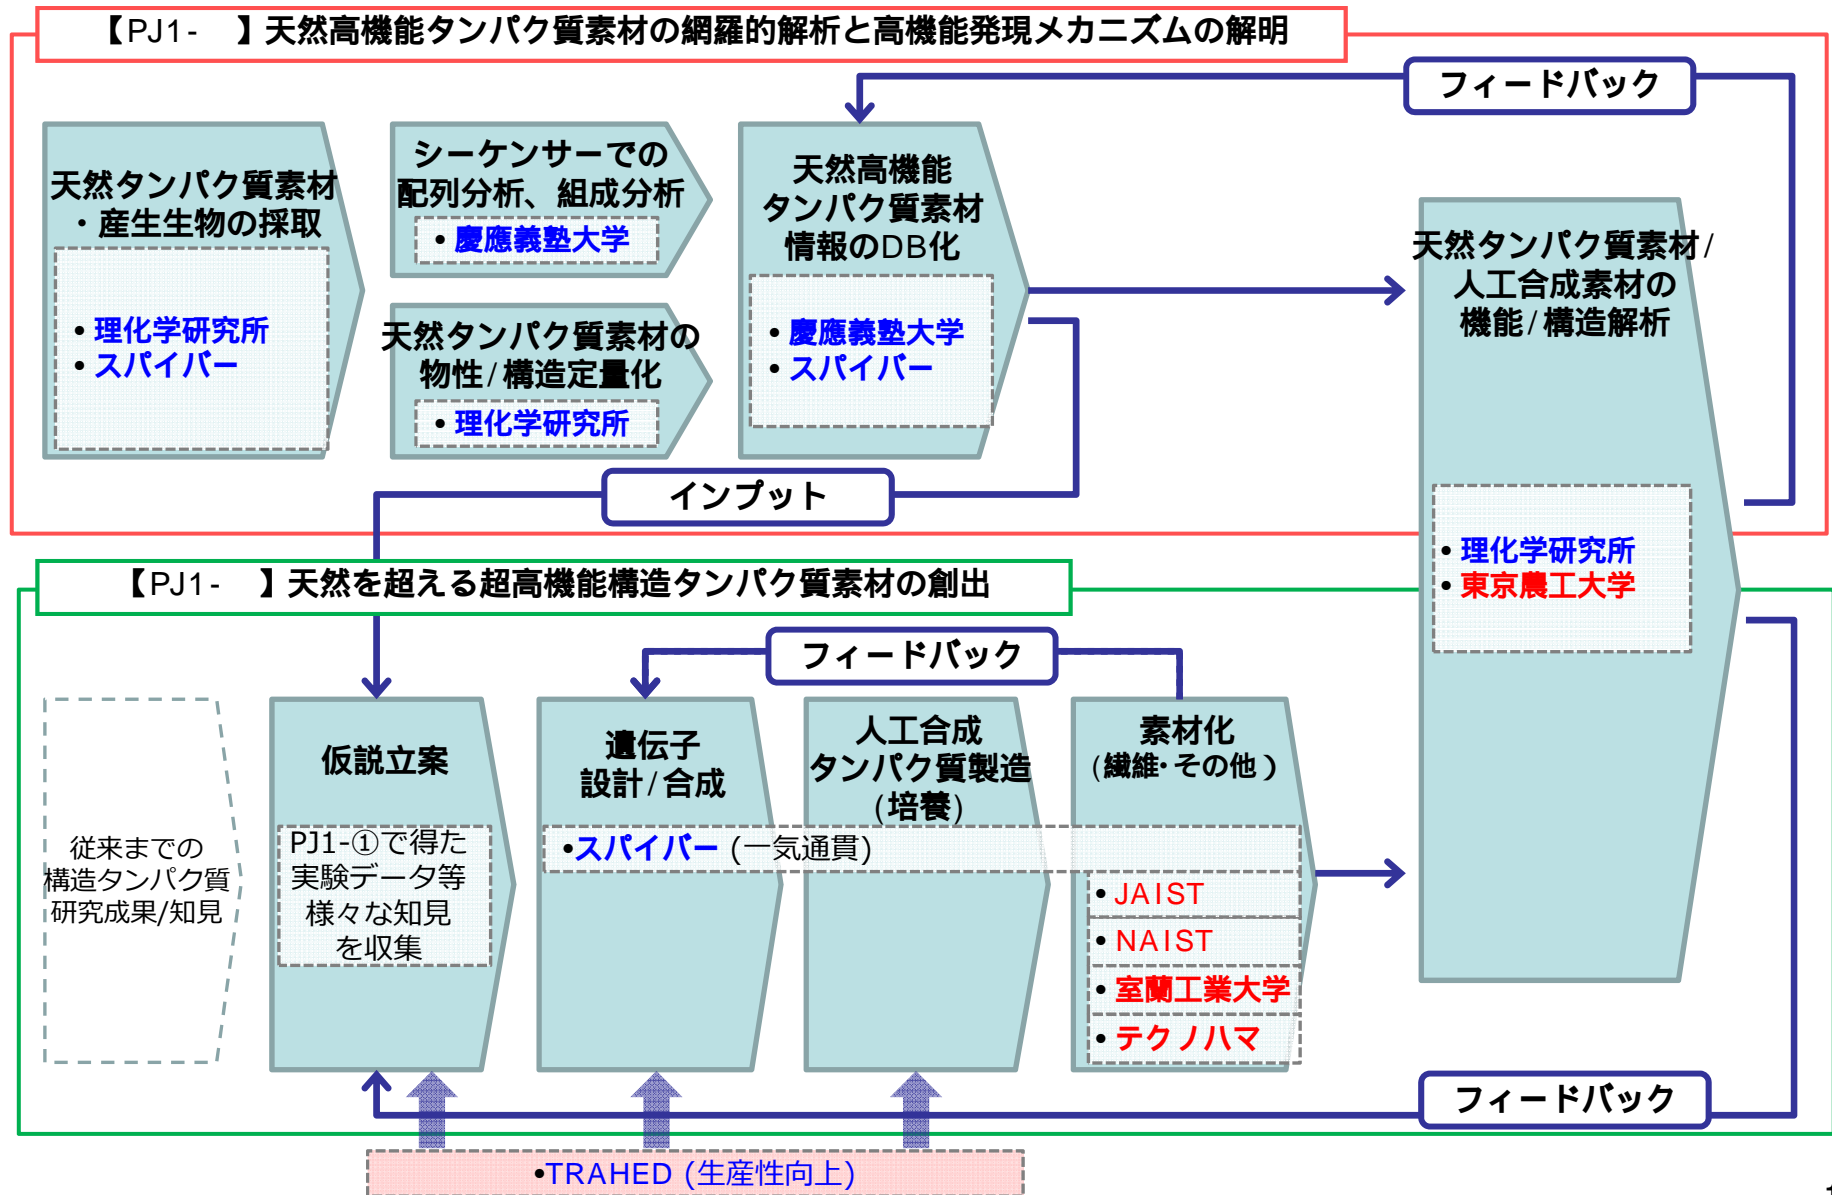 【PJ1-　】天然高機能タンパク質素材の網羅的解析と高機能発現メカニズムの解明
フィードバック
天然タンパク質素材
・産生生物の採取
• 理化学研究所
• スパイバー
シーケンサーでの
配列分析、組成分析
• 慶應義塾大学
天然タンパク質素材の
物性/構造定量化
• 理化学研究所
天然高機能
タンパク質素材
情報のDB化
• 慶應義塾大学
• スパイバー
天然タンパク質素材/
人工合成素材の
機能/構造解析
• 理化学研究所
• 東京農工大学
インプット
【PJ1-　】天然を超える超高機能構造タンパク質素材の創出
フィードバック
従来までの
構造タンパク質
研究成果/知見
仮説立案
PJ1-①で得た
実験データ等
様々な知見
を収集
遺伝子
設計/合成
人工合成
タンパク質製造
(培養)
素材化
(繊維・その他)
•スパイバー (一気通貫)
• JAIST
• NAIST
• 室蘭工業大学
• テクノハマ
フィードバック
•TRAHED (生産性向上)